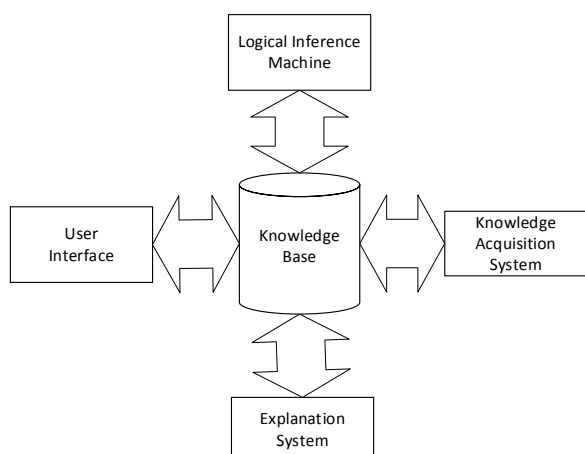 Logical Inference
Machine
User
Interface
Knowledge
Base
Knowledge
Acquisition
System
Explanation
System